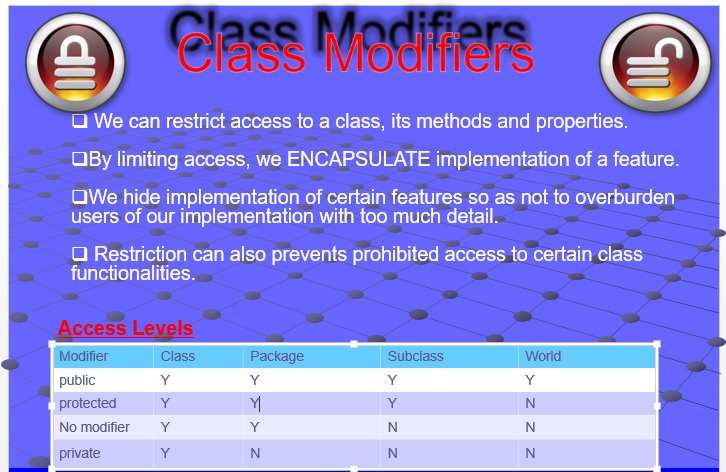 Class Modifiers
❑ We can restrict access to a class, its methods and properties.
❑By limiting access, we ENCAPSULATE implementation of a feature.
❑We hide implementation of certain features so as not to overburden
users of our implementation with too much detail.
❑ Restriction can also prevents prohibited access to certain class
functionalities.
Access Levels
Modifier Class Package Subclass World
public Y Y Y Y
protected Y Y Y N
No modifier Y Y N N
private Y N N N